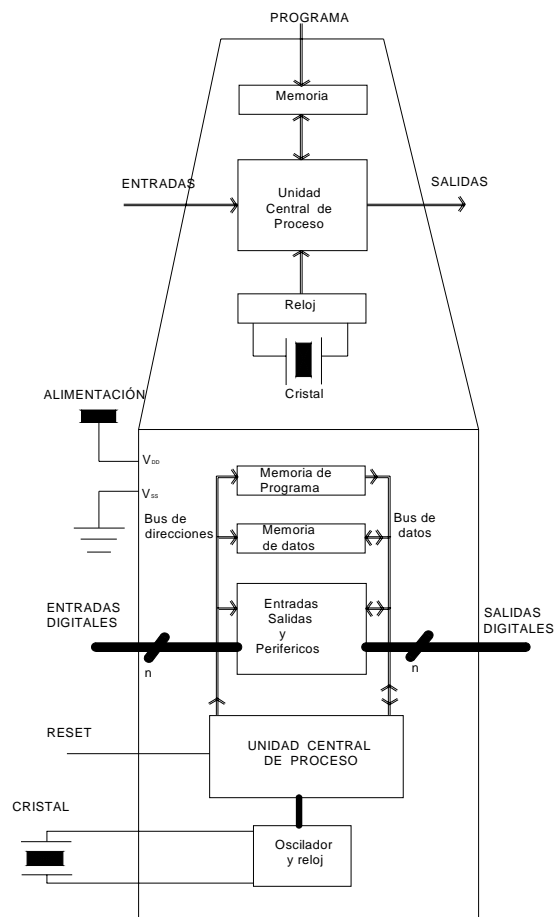 PROGRAMA
Memoria
ENTRADAS
SALIDAS
Unidad
Central de
Proceso
Reloj
Cristal
ALIMENTACIÓN
VDD
VSS
Memoria de
Programa
Bus de
direcciones
Bus de
datos
Memoria
de datos
ENTRADAS
DIGITALES
Entradas
Salidas
y
Perifericos
SALIDAS
DIGITALES
n
n
RESET
UNIDAD CENTRAL
DE PROCESO
CRISTAL
Oscilador
y reloj